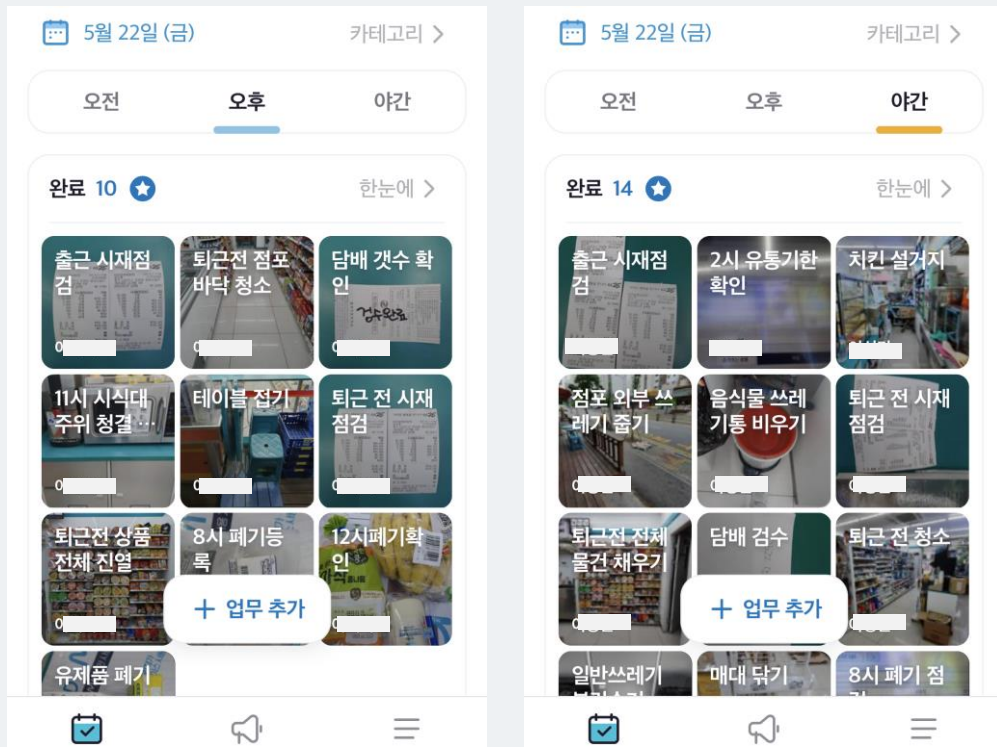 5월 22일 (금)
카테고리
오전
오후
야간
완료 10
한눈에
출근 시재점
검
퇴근전 점포
바닥 청소
담배 갯수 확
인
검수완료
11시 시식대
주위 청결 ⋯
테이블 접기
퇴근 전 시재
점검
퇴근전 상품
전체 진열
8시 폐기등
록
12시폐기확
인
+ 업무 추가
유제품 폐기
5월 22일 (금)
카테고리
오전
오후
야간
완료 14
한눈에
출근 시재점
검
2시 유통기한
확인
치킨 설거지
점포 외부 쓰
레기 줍기
음식물 쓰레
기통 비우기
퇴근 전 시재
점검
퇴근전 전체
물건 채우기
담배 검수
퇴근 전 청소
+ 업무 추가
일반쓰레기
매대 닦기
8시 폐기 점